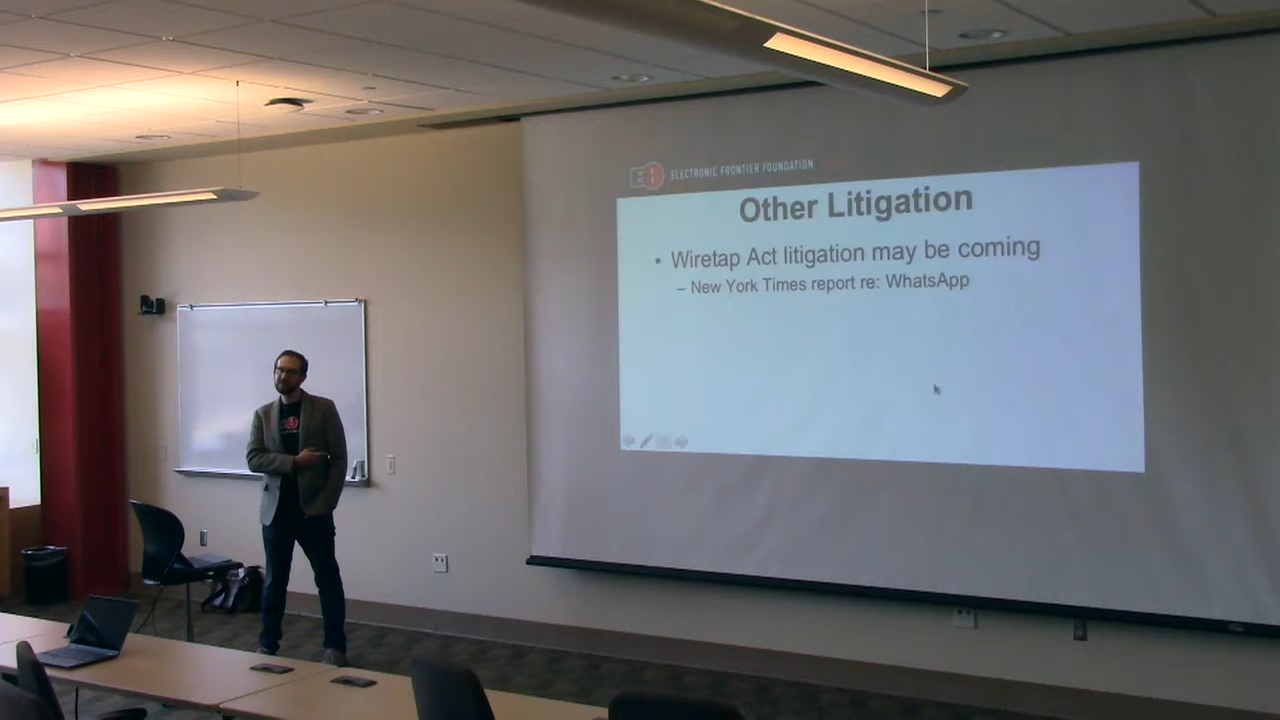 ELECTRONIC FRONTIER FOUNDATION
Other Litigation
• Wiretap Act litigation may be coming
– New York Times report re: WhatsApp